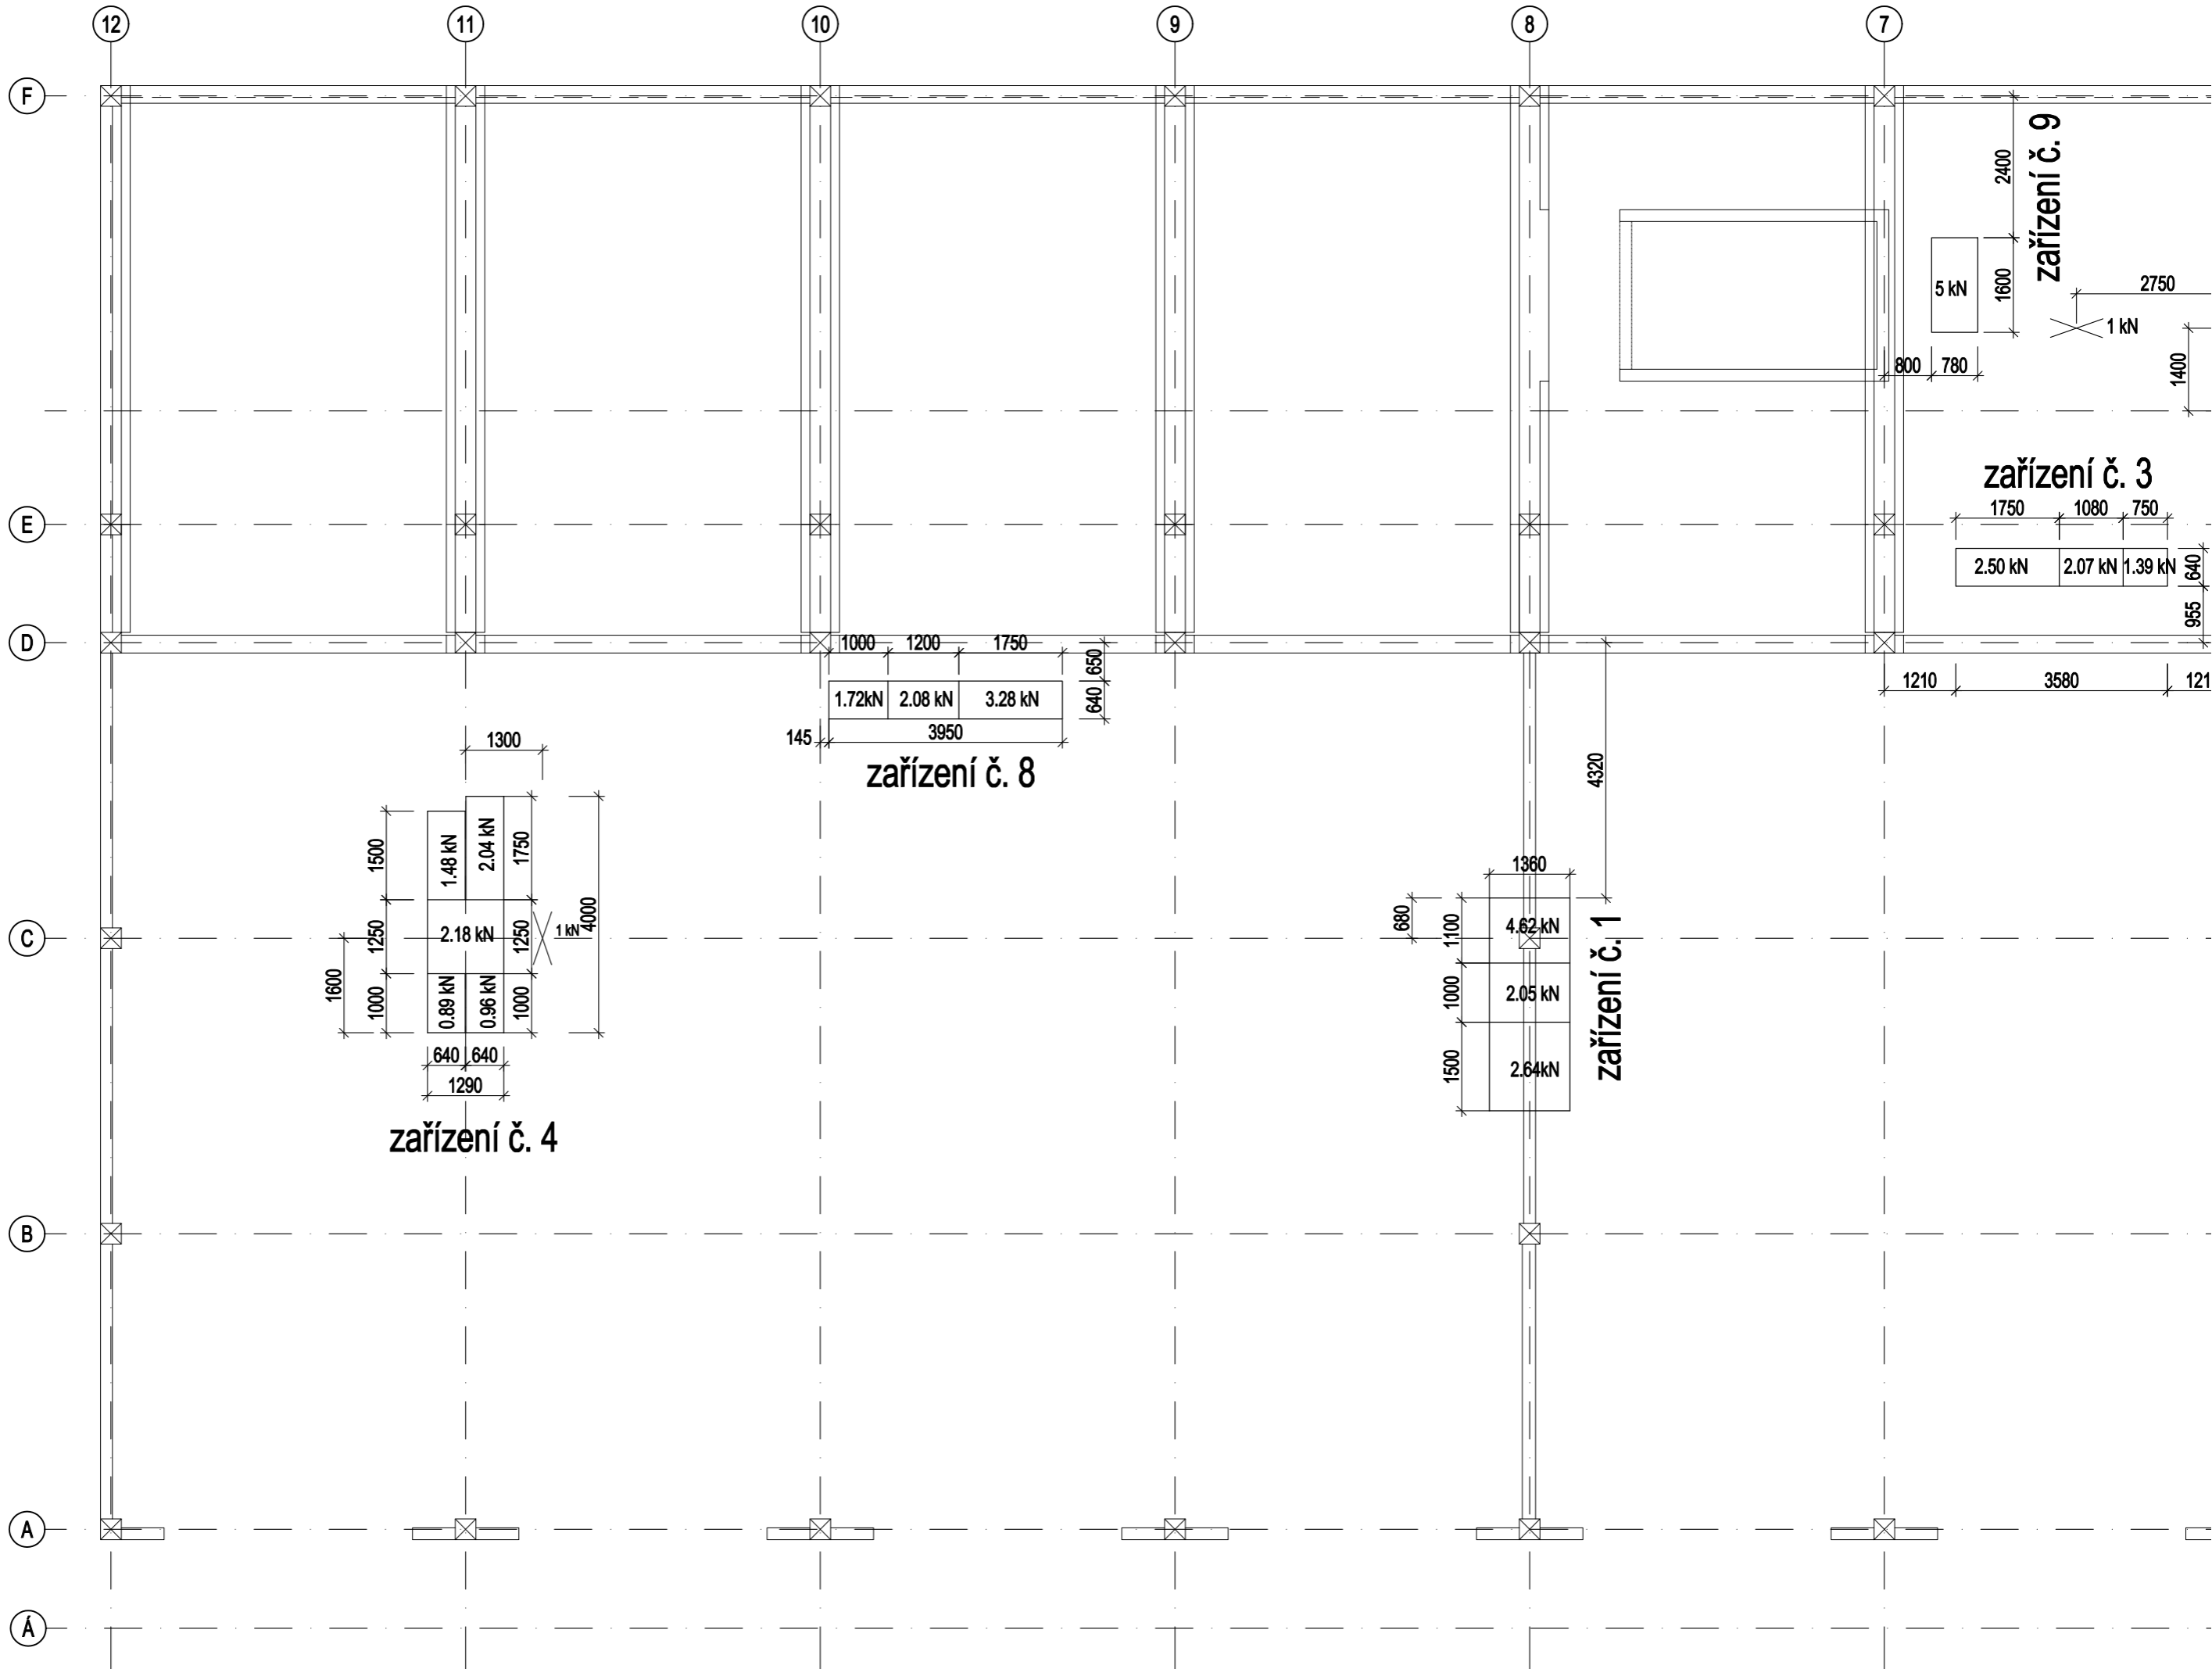 12
11
10
9
8
7
F
2400
zařízení č. 9
5 kN
1600
2750
1 kN
800
780
1400
zařízení č. 3
E
1750
1080
750
2.50 kN
2.07 kN
1.39 kN
640
955
D
1000
1200
1750
650
1.72kN
2.08 kN
3.28 kN
640
145
3950
zařízení č. 8
1210
3580
121
1300
4320
1500
1.48 kN
2.04 kN
1750
4000
1360
680
1100
4.62 kN
zařízení č. 1
C
1250
2.18 kN
1250
1 kN
1600
1000
0.89 kN
0.96 kN
1000
1000
2.05 kN
640
640
1290
1500
2.64kN
zařízení č. 4
B
A
Á